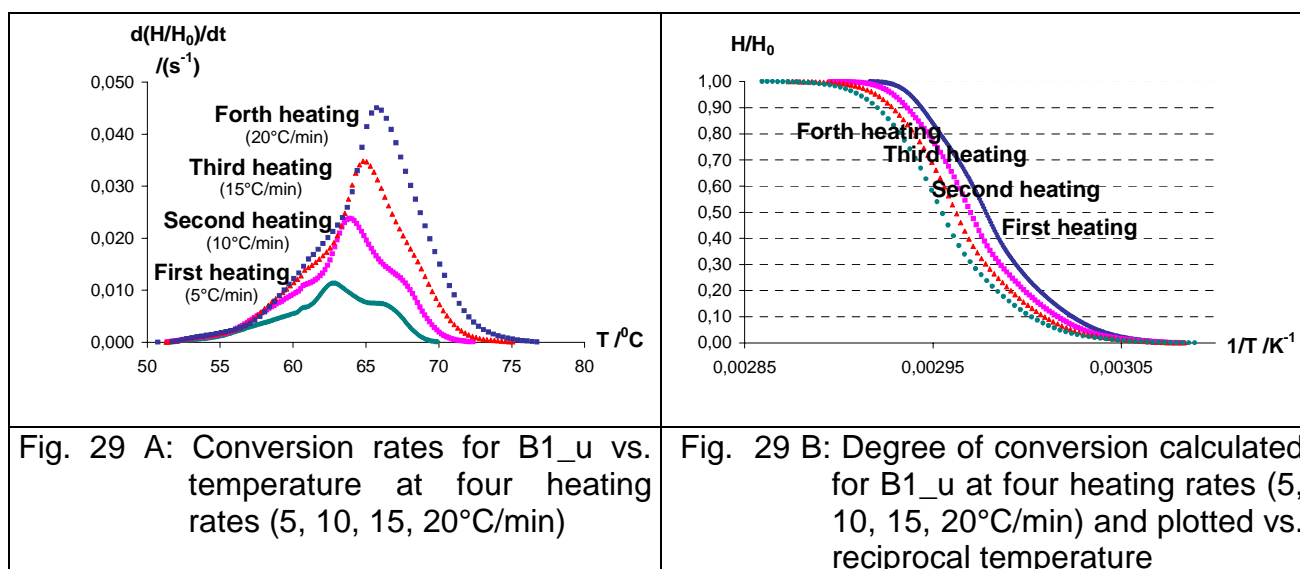 d(H/H0)/dt
/(s-1)
0,050
0,040
0,030
0,020
0,010
0,000
Forth heating
(20°C/min)
Third heating
(15°C/min)
Second heating
(10°C/min)
First heating
(5°C/min)
T /0C
50 55 60 65 70 75 80
H/H0
1,00
0,90
0,80
0,70
0,60
0,50
0,40
0,30
0,20
0,10
0,00
Forth heating
Third heating
Second heating
First heating
1/T /K-1
0,00285 0,00295 0,00305
Fig. 29 A: Conversion rates for B1_u vs.
temperature at four heating
rates (5, 10, 15, 20°C/min)
Fig. 29 B: Degree of conversion calculated
for B1_u at four heating rates (5,
10, 15, 20°C/min) and plotted vs.
reciprocal temperature